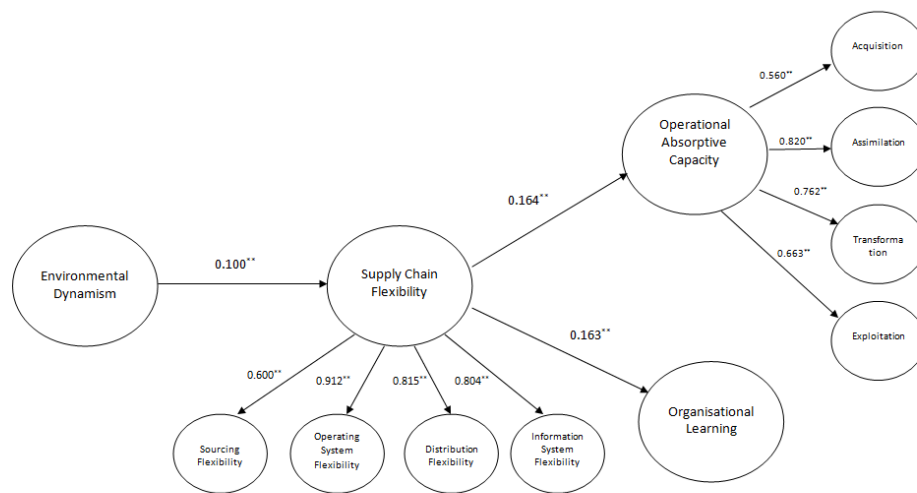 Acquisition
0.560**
Operational
Absorptive
Capacity
0.820**
Assimilation
0.762**
0.164**
Transforma
tion
0.663**
Environmental
Dynamism
0.100**
Supply Chain
Flexibility
Exploitation
0.163**
0.600**
0.912**
0.815**
0.804**
Organisational
Learning
Sourcing
Flexibility
Operating
System
Flexibility
Distribution
Flexibility
Information
System
Flexibility